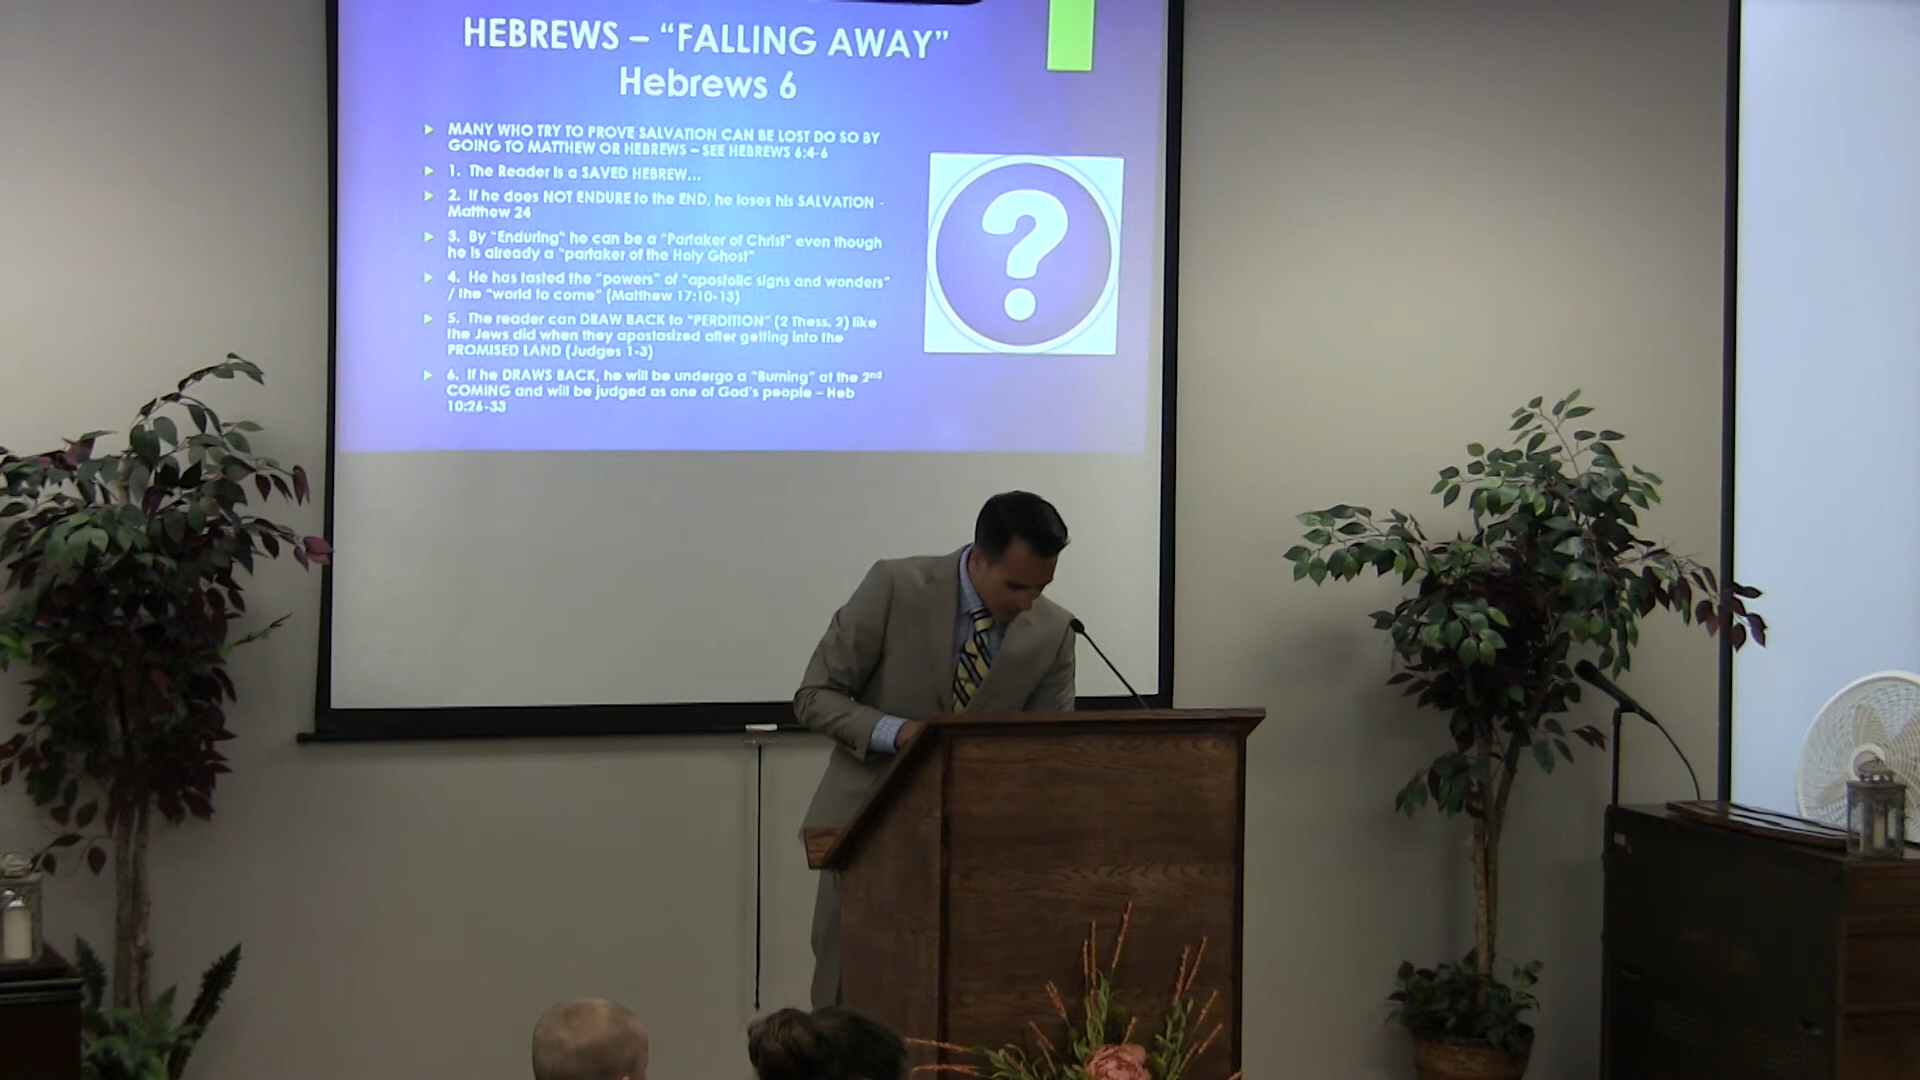 HEBREWS – “FALLING AWAY”
Hebrews 6
MANY WHO TRY TO PROVE SALVATION CAN BE LOST DO SO BY
GOING TO MATTHEW OR HEBREWS – SEE HEBREWS 6:4-6
1. The Reader is a SAVED HEBREW...
2. If he does NOT ENDURE to the END, he loses his SALVATION -
Matthew 24
3. By “Enduring” he can be a “Partaker of Christ” even though
he is already a “partaker of the Holy Ghost”
4. He has tasted the “powers” of “apostolic signs and wonders”
/ the “world to come” (Matthew 17:10-13)
5. The reader can DRAW BACK to “PERDITION” (2 Thess. 2) like
the Jews did when they apostasized after getting into the
PROMISED LAND (Judges 1-3)
6. If he DRAWS BACK, he will be undergo a “Burning” at the 2nd
COMING and will be judged as one of God’s people – Heb
10:26-33
?